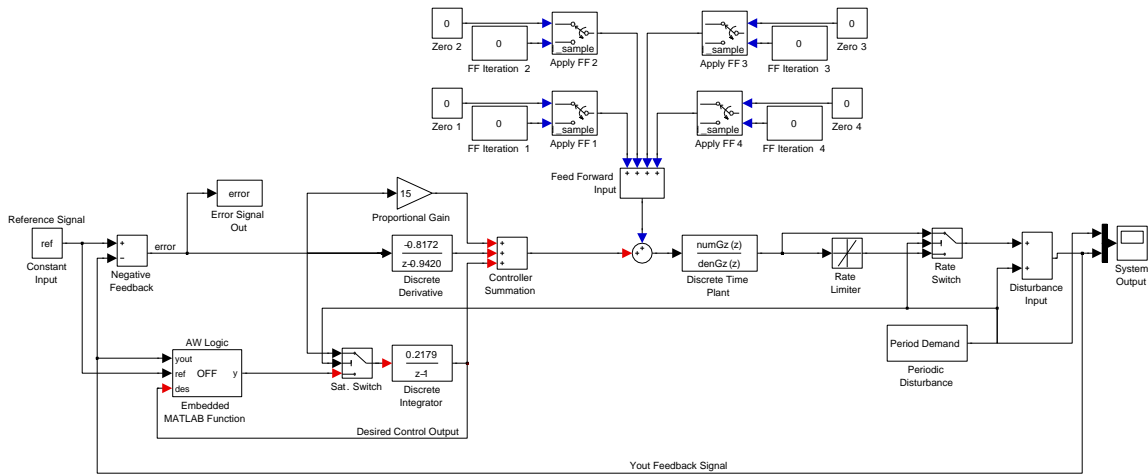 0
Zero 2
0
FF Iteration 2
l_sample
Apply FF 2
l_sample
Apply FF 3
0
FF Iteration 3
0
Zero 3
0
Zero 1
0
FF Iteration 1
l_sample
Apply FF 1
l_sample
Apply FF 4
0
FF Iteration 4
0
Zero 4
Feed Forward
Input
+ + + +
error
Error Signal
Out
15
Proportional Gain
Reference Signal
ref
Constant
Input
+
−
Negative
Feedback
error
-0.8172
z-0.9420
Discrete
Derivative
+
+
+
Controller
Summation
+
+
numGz (z)
denGz (z)
Discrete Time
Plant
Rate
Limiter
Rate
Switch
+
+
Disturbance
Input
System
Output
Period Demand
Periodic
Disturbance
AW Logic
yout
ref
des
OFF
y
Embedded
MATLAB Function
Sat. Switch
0.2179
z-1
Discrete
Integrator
Desired Control Output
Yout Feedback Signal